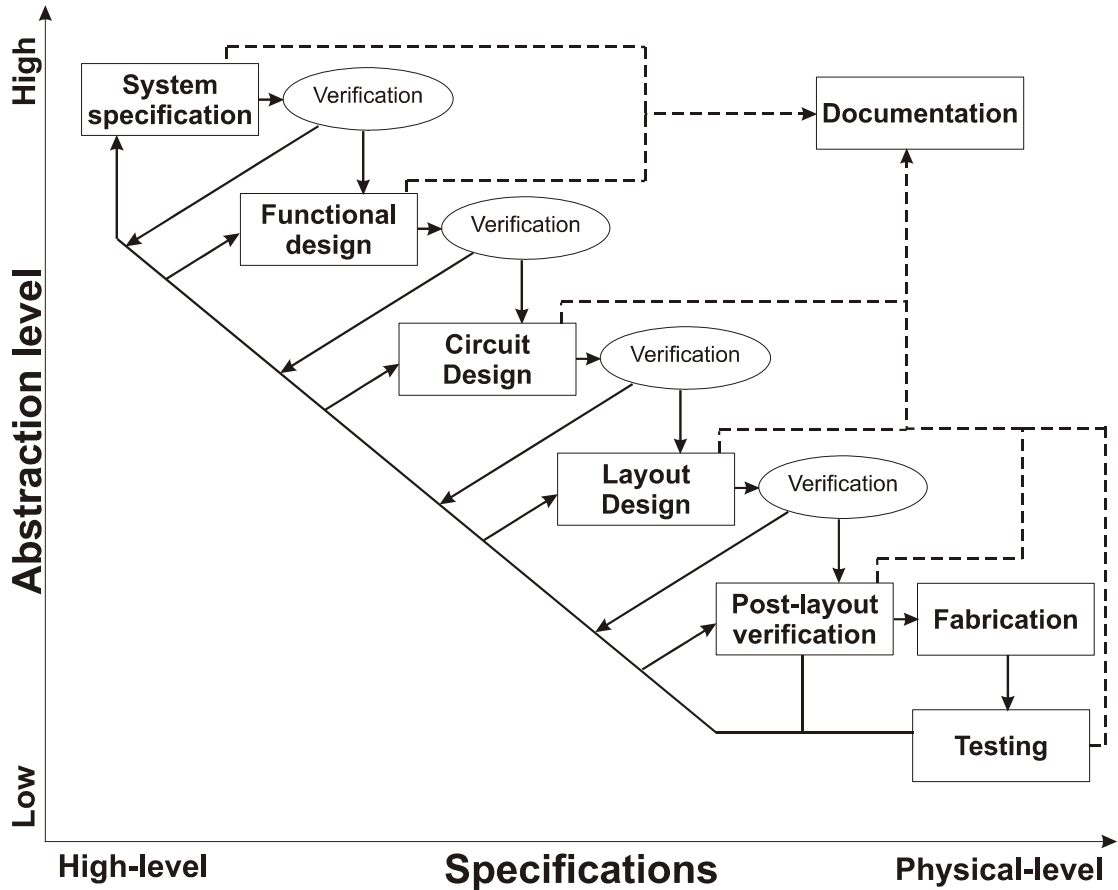 High
System
specification
Verification
Documentation
Functional
design
Verification
Abstraction level
Circuit
Design
Verification
Layout
Design
Verification
Post-layout
verification
Fabrication
Testing
Low
High-level
Specifications
Physical-level